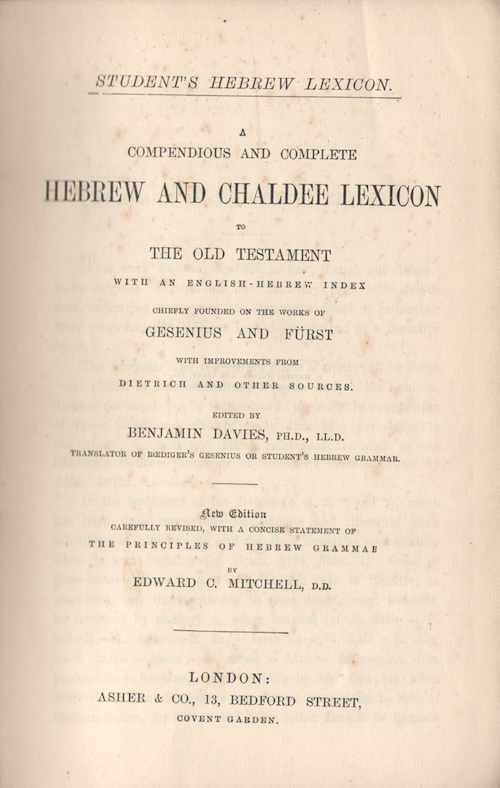 STUDENT'S HEBREW LEXICON.
A
COMPENDIOUS AND COMPLETE
HEBREW AND CHALDEE LEXICON
TO
THE OLD TESTAMENT
WITH AN ENGLISH-HEBREW INDEX
CHIEFLY FOUNDED ON THE WORKS OF
GESENIUS AND FÜRST
WITH IMPROVEMENTS FROM
DIETRICH AND OTHER SOURCES.
EDITED BY
BENJAMIN DAVIES, PH.D., LL.D.
TRANSLATOR OF RŒDIGER'S GESENIUS OR STUDENT'S HEBREW GRAMMAR.
New Edition
CAREFULLY REVISED, WITH A CONCISE STATEMENT OF
THE PRINCIPLES OF HEBREW GRAMMAR
BY
EDWARD C. MITCHELL, D.D.
LONDON:
ASHER & CO., 13, BEDFORD STREET,
COVENT GARDEN.